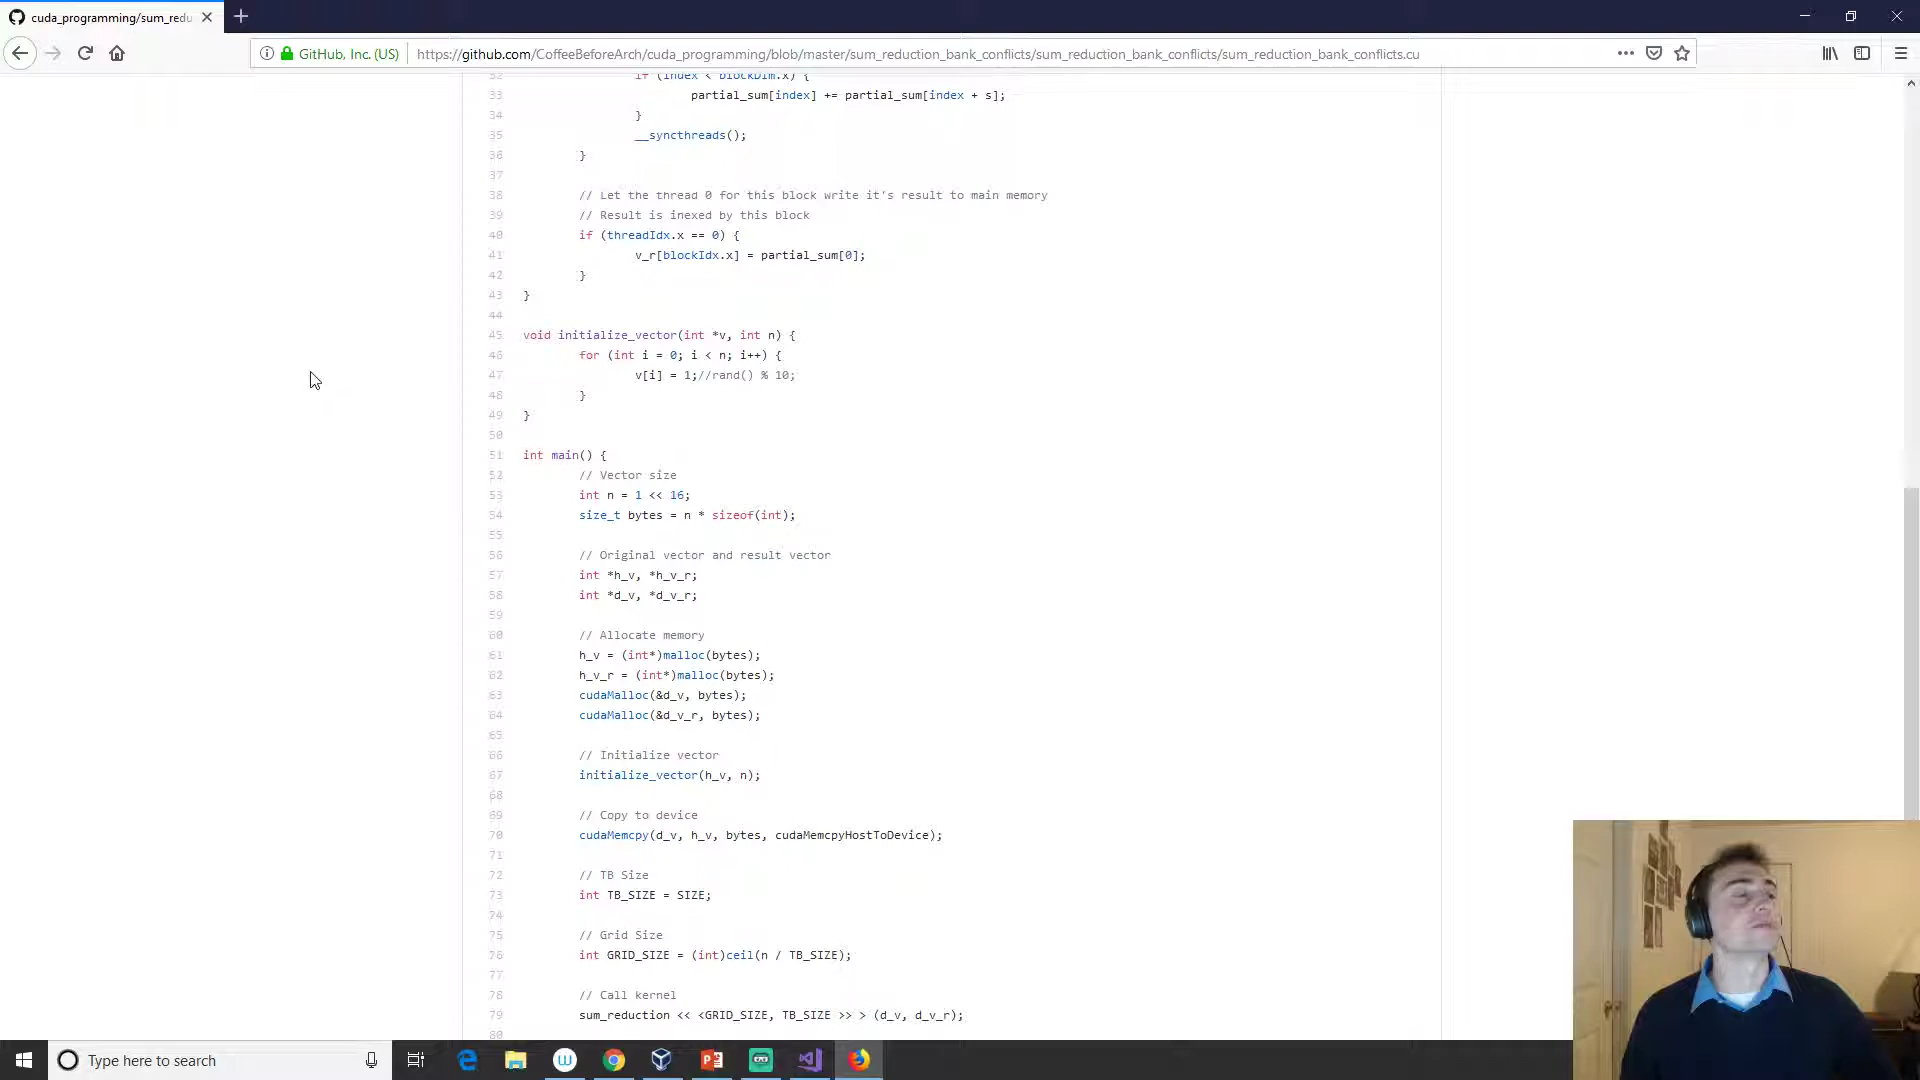 cuda_programming/sum_redu
GitHub, Inc. (US)
https://github.com/CoffeeBeforeArch/cuda_programming/blob/master/sum_reduction_bank_conflicts/sum_reduction_bank_conflicts/sum_reduction_bank_conflicts.cu
32 if (index < blockDim.x) {
33 partial_sum[index] += partial_sum[index + s];
34 }
35 __syncthreads();
36 }
37
38 // Let the thread 0 for this block write it's result to main memory
39 // Result is inexed by this block
40 if (threadIdx.x == 0) {
41 v_r[blockIdx.x] = partial_sum[0];
42 }
43 }
44
45 void initialize_vector(int *v, int n) {
46 for (int i = 0; i < n; i++) {
47 v[i] = 1;//rand() % 10;
48 }
49 }
50
51 int main() {
52 // Vector size
53 int n = 1 << 16;
54 size_t bytes = n * sizeof(int);
55
56 // Original vector and result vector
57 int *h_v, *h_v_r;
58 int *d_v, *d_v_r;
59
60 // Allocate memory
61 h_v = (int*)malloc(bytes);
62 h_v_r = (int*)malloc(bytes);
63 cudaMalloc(&d_v, bytes);
64 cudaMalloc(&d_v_r, bytes);
65
66 // Initialize vector
67 initialize_vector(h_v, n);
68
69 // Copy to device
70 cudaMemcpy(d_v, h_v, bytes, cudaMemcpyHostToDevice);
71
72 // TB Size
73 int TB_SIZE = SIZE;
74
75 // Grid Size
76 int GRID_SIZE = (int)ceil(n / TB_SIZE);
77
78 // Call kernel
79 sum_reduction << <GRID_SIZE, TB_SIZE >> > (d_v, d_v_r);
80
Type here to search